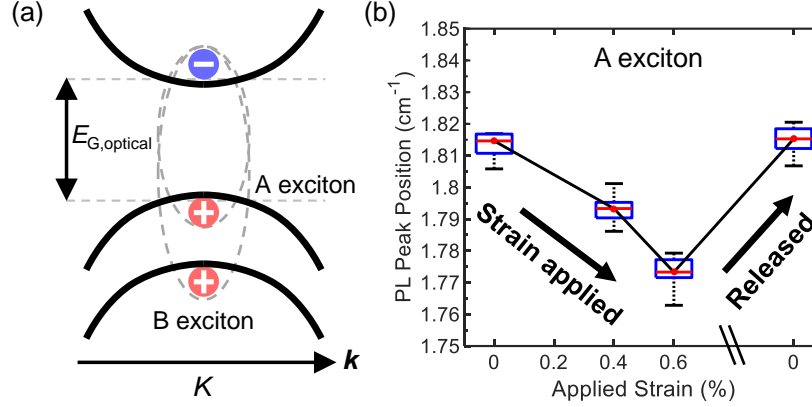 (a)
−
E_G,optical
A exciton
+
+
B exciton
k
K
(b)
A exciton
PL Peak Position (cm⁻¹)
1.85
1.84
1.83
1.82
1.81
1.8
1.79
1.77
1.76
1.75
Strain applied
Released
0
0.2
0.4
0.6
0
Applied Strain (%)